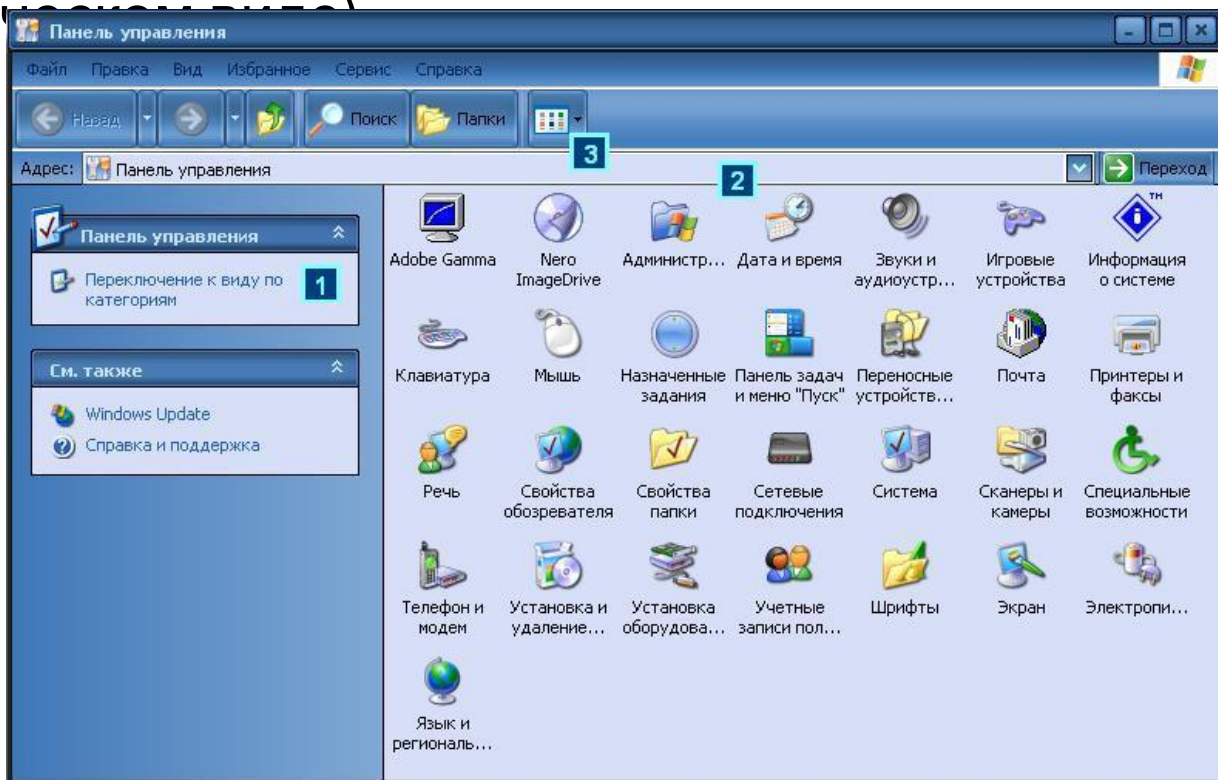 ческом виде)
Панель управления
Файл Правка Вид Избранное Сервис Справка
Назад Поиск Папки
3
Адрес: Панель управления Переход
2
Панель управления
Переключение к виду по
категориям
1
См. также
Windows Update
Справка и поддержка
TM
Adobe Gamma Nero Администр... Дата и время Звуки и Игровые Информация
ImageDrive аудиоустр... устройства о системе
Клавиатура Мышь Назначенные Панель задач Переносные Почта Принтеры и
задания и меню "Пуск" устройств... факсы
Речь Свойства Свойства Сетевые Система Сканеры и Специальные
обозревателя папки подключения камеры возможности
Телефон и Установка и Установка Учетные Шрифты Экран Электропи...
модем удаление... оборудова... записи пол...
Язык и
региональ...